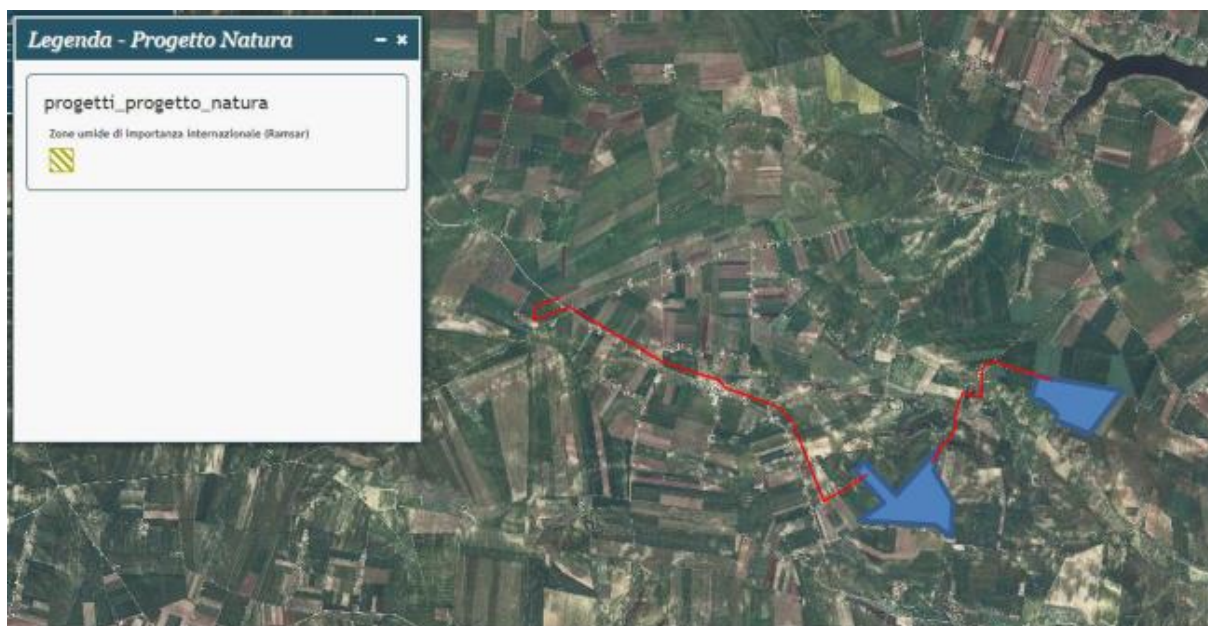 Legenda - Progetto Natura
progetti_progetto_natura
Zone umide di importanza internazionale (Ramsar)